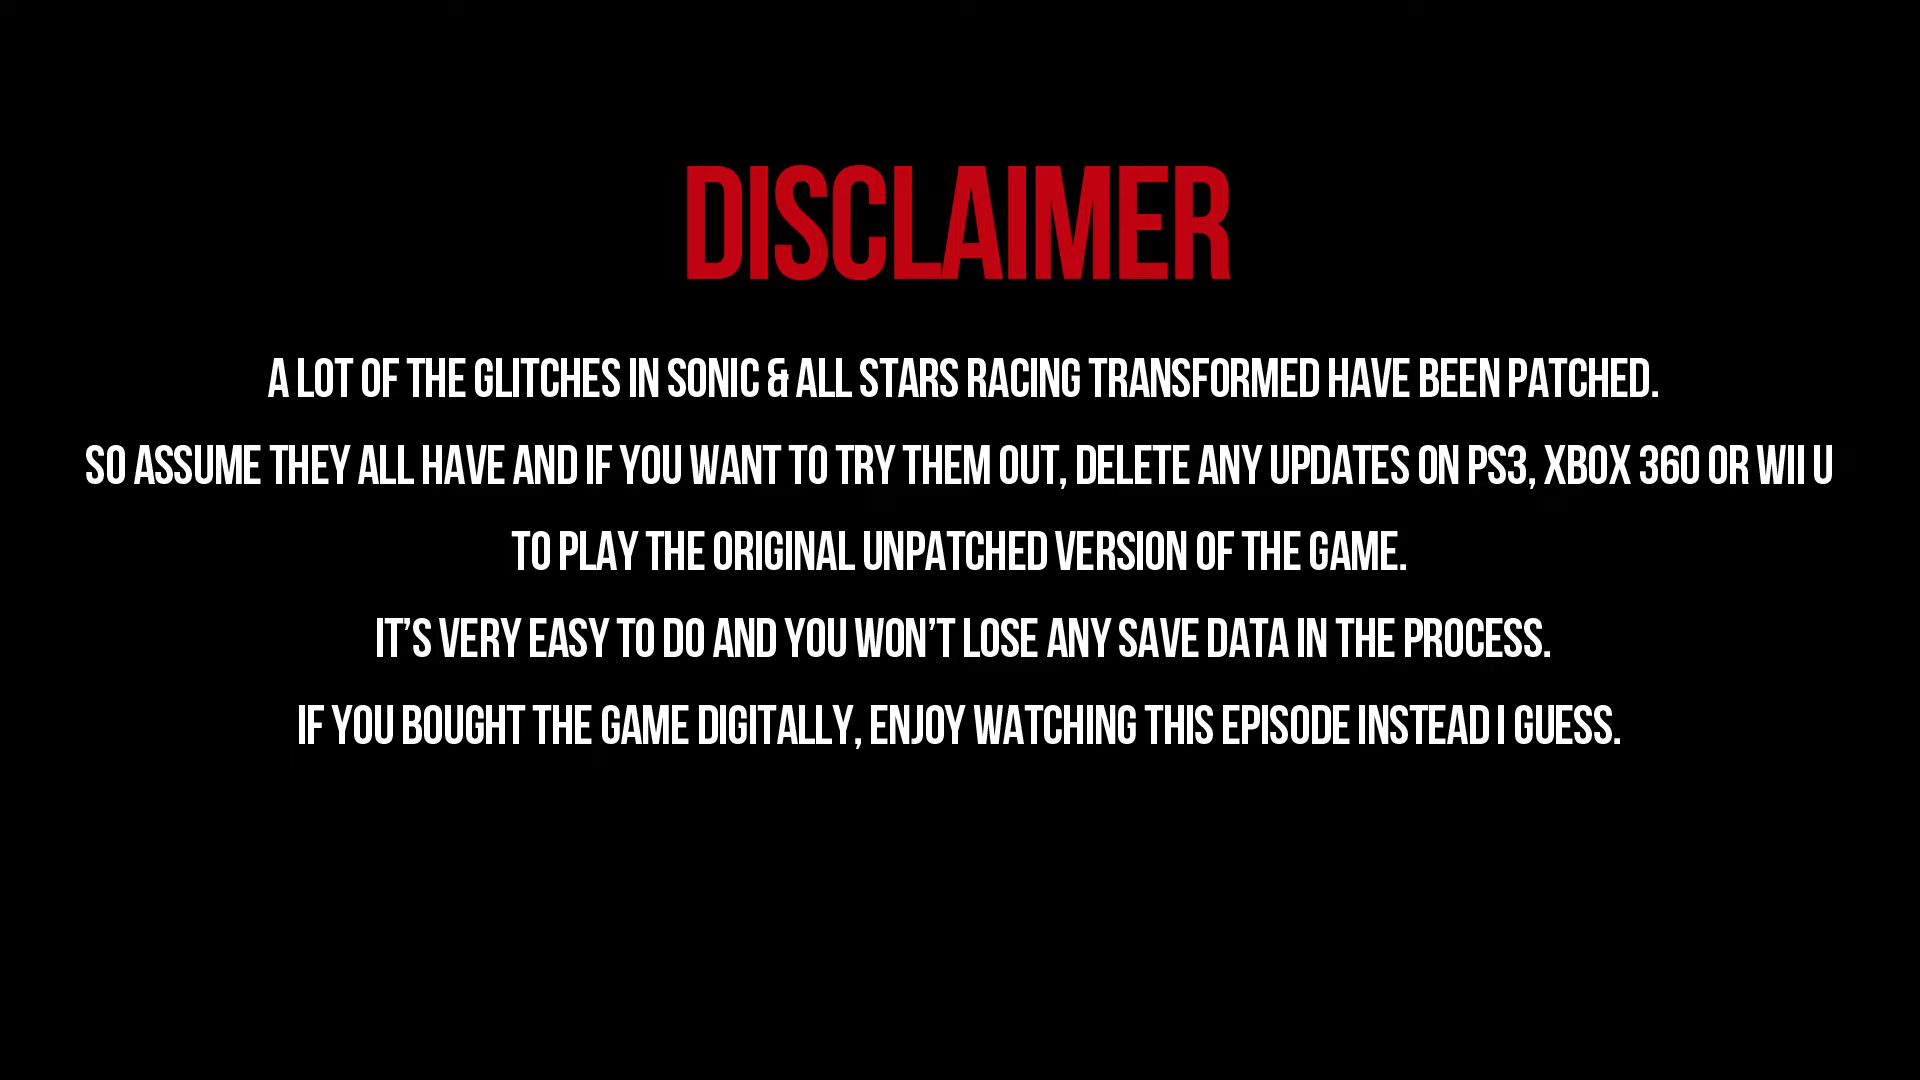 DISCLAIMER
A LOT OF THE GLITCHES IN SONIC & ALL STARS RACING TRANSFORMED HAVE BEEN PATCHED.
SO ASSUME THEY ALL HAVE AND IF YOU WANT TO TRY THEM OUT, DELETE ANY UPDATES ON PS3, XBOX 360 OR WII U
TO PLAY THE ORIGINAL UNPATCHED VERSION OF THE GAME.
IT’S VERY EASY TO DO AND YOU WON’T LOSE ANY SAVE DATA IN THE PROCESS.
IF YOU BOUGHT THE GAME DIGITALLY, ENJOY WATCHING THIS EPISODE INSTEAD I GUESS.